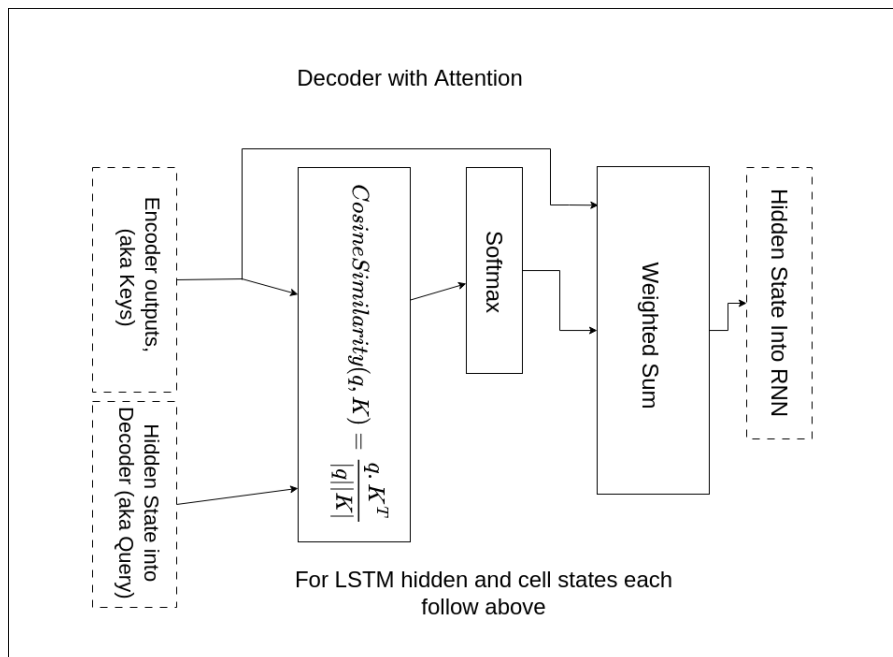 Decoder with Attention
Encoder outputs,
(aka Keys)
Hidden State into
Decoder (aka Query)
CosineSimilarity(q, K) = \frac{q.K^T}{|q||K|}
Softmax
Weighted Sum
Hidden State Into RNN
For LSTM hidden and cell states each
follow above